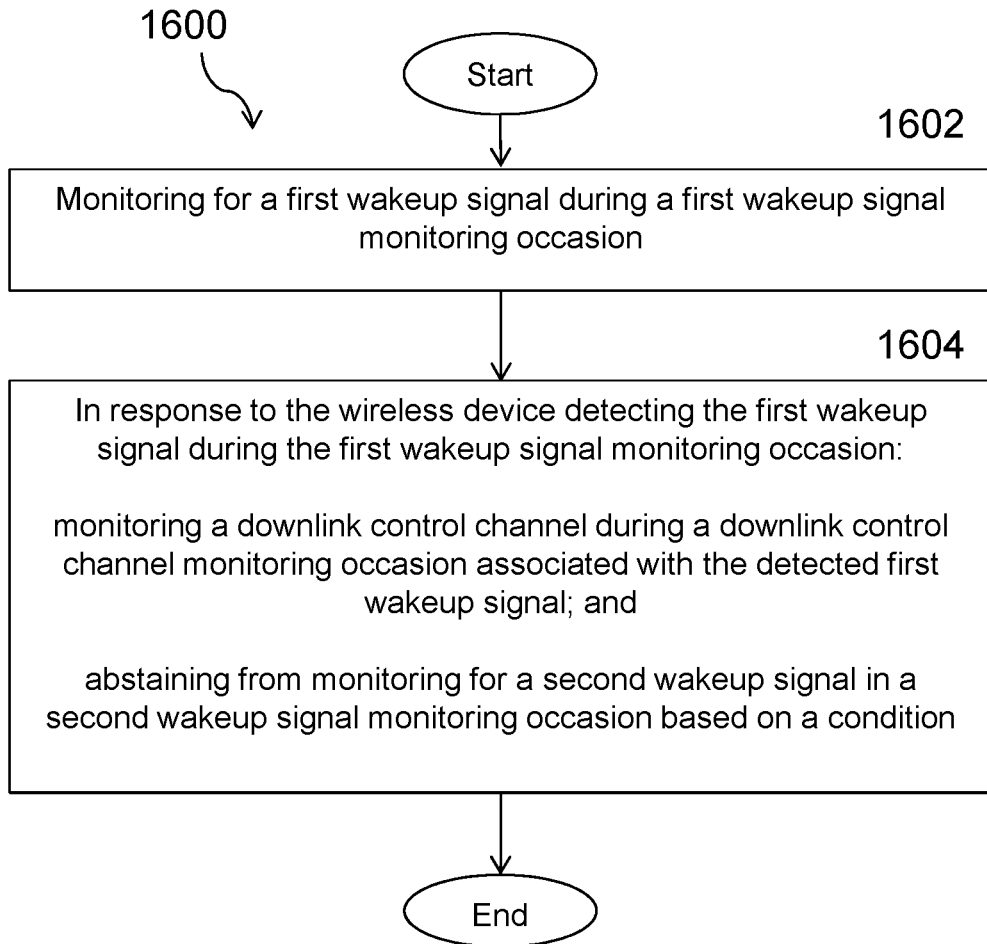 1600
Start
1602
Monitoring for a first wakeup signal during a first wakeup signal
monitoring occasion
1604
In response to the wireless device detecting the first wakeup
signal during the first wakeup signal monitoring occasion:
monitoring a downlink control channel during a downlink control
channel monitoring occasion associated with the detected first
wakeup signal; and
abstaining from monitoring for a second wakeup signal in a
second wakeup signal monitoring occasion based on a condition
End